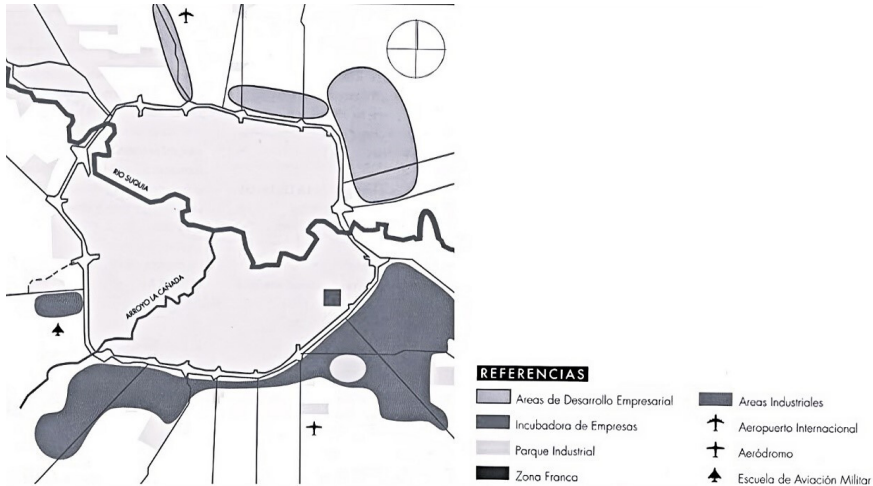 RIO SUQUIA
ARROYO LA CAÑADA
REFERENCIAS
Areas de Desarrollo Empresarial
Incubadora de Empresas
Parque Industrial
Zona Franca
Areas Industriales
Aeropuerto Internacional
Aeródromo
Escuela de Aviación Militar